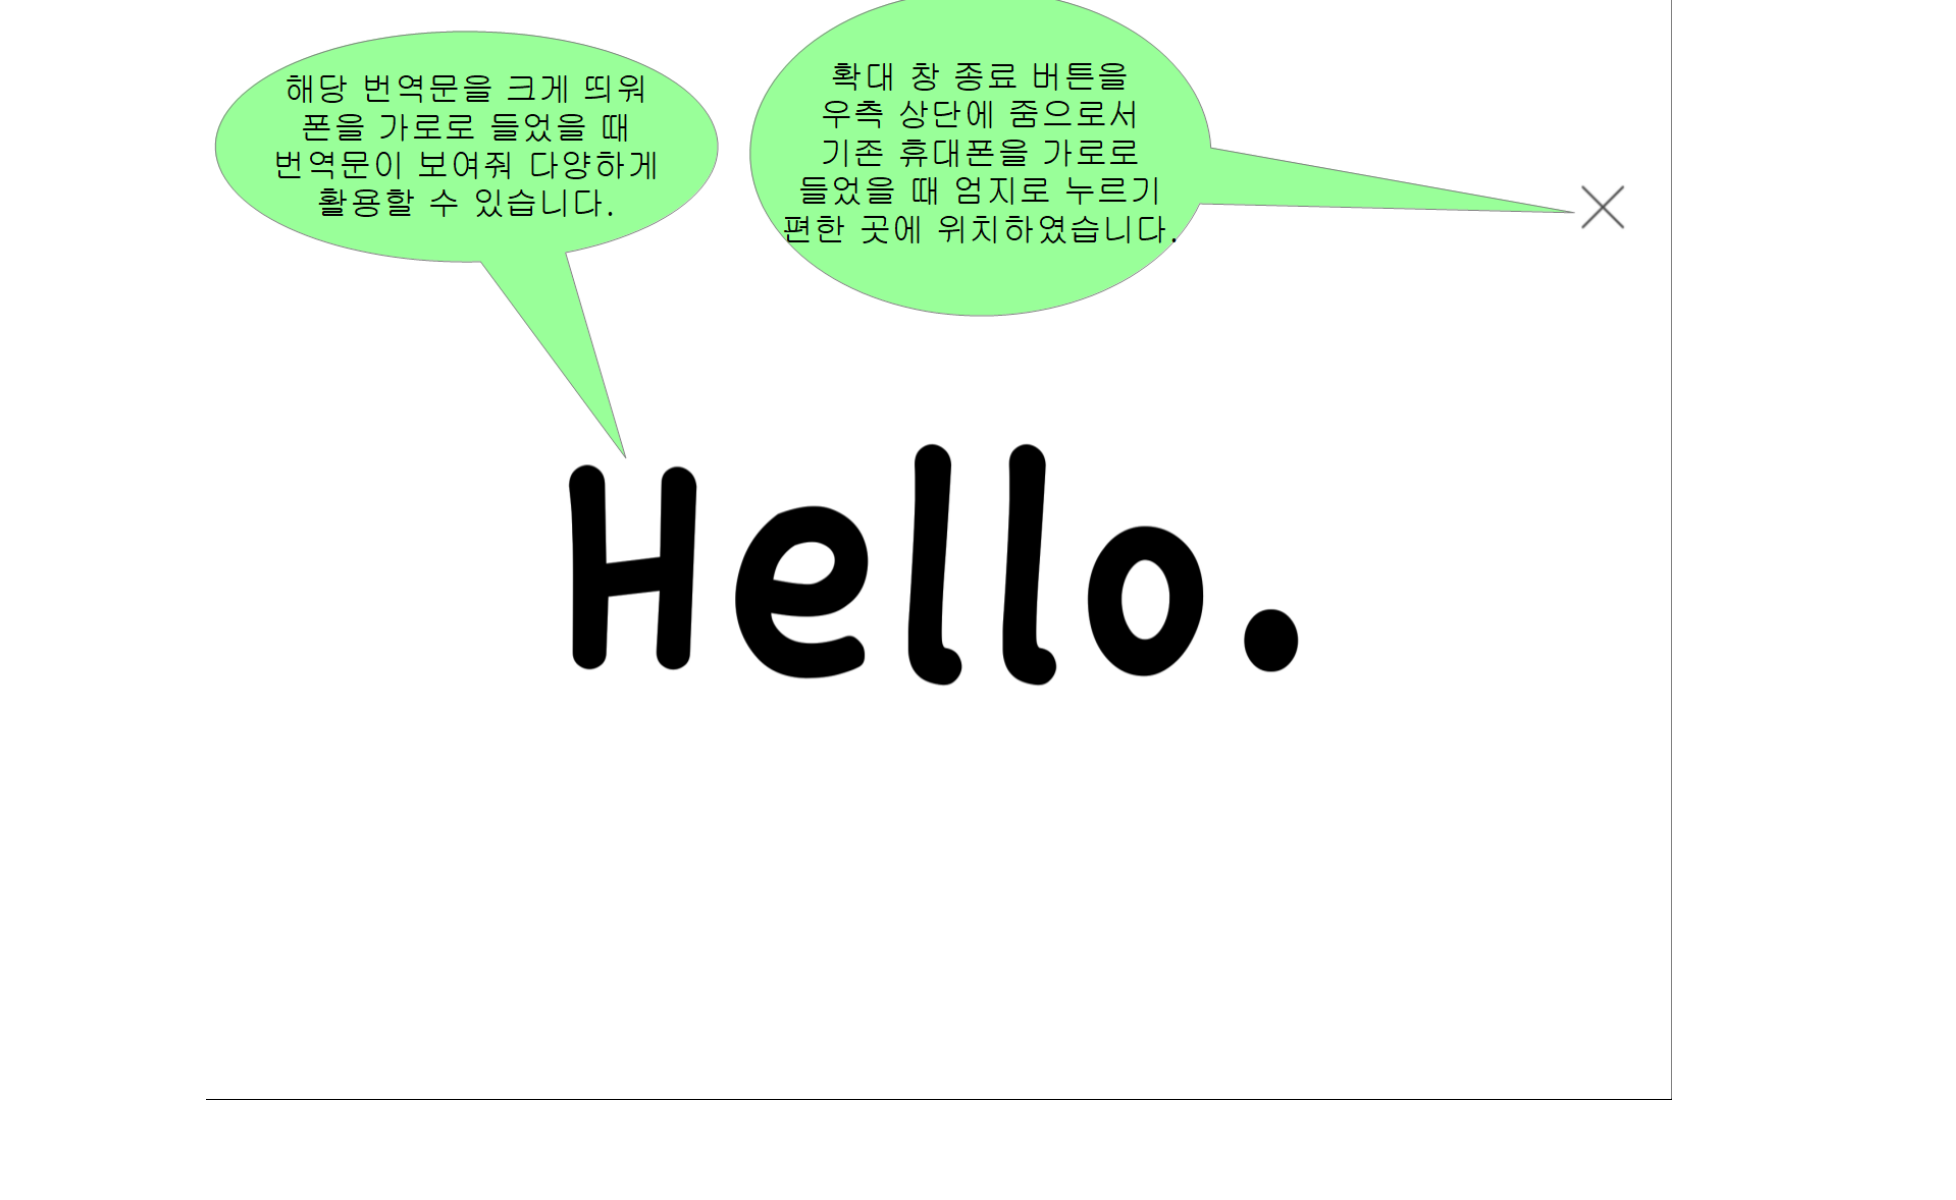 해당 번역문을 크게 띄워
폰을 가로로 들었을 때
번역문이 보여줘 다양하게
활용할 수 있습니다.
확대 창 종료 버튼을
우측 상단에 줌으로서
기존 휴대폰을 가로로
들었을 때 엄지로 누르기
편한 곳에 위치하였습니다.
Hello.